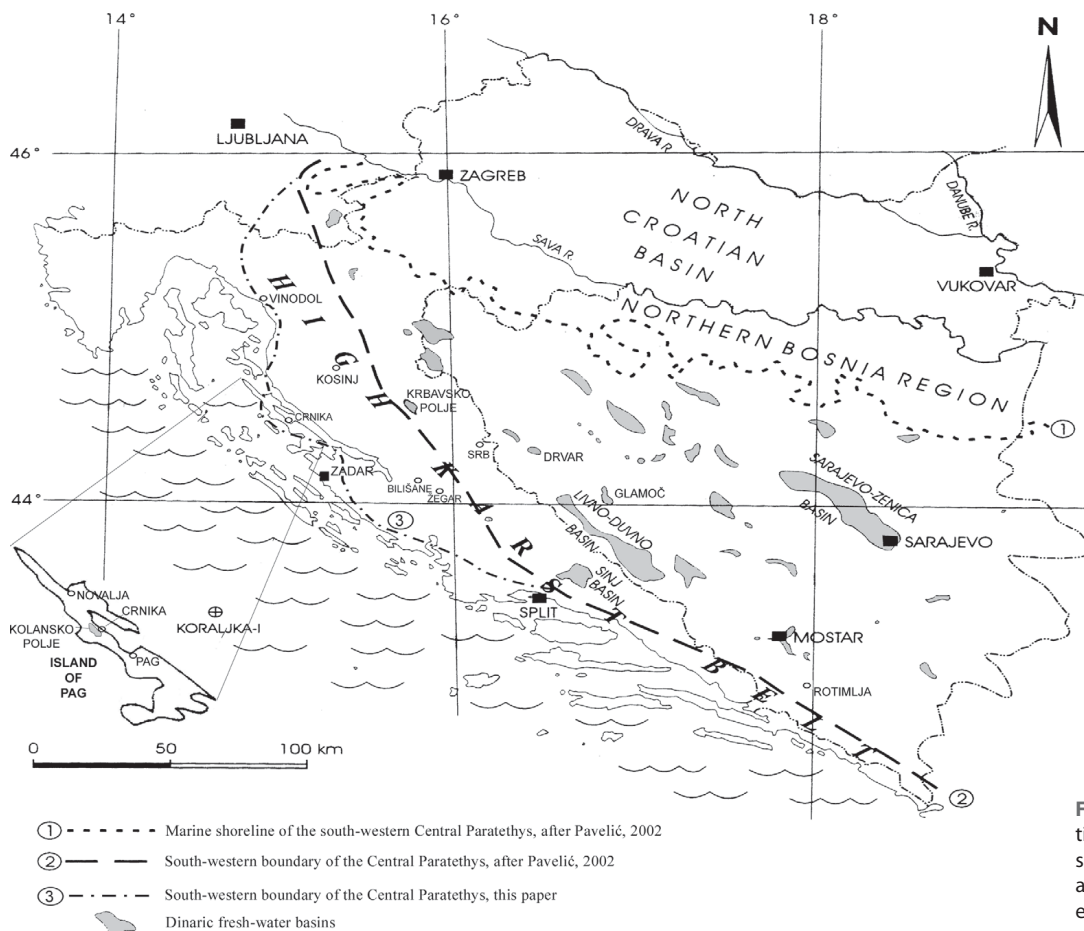 14°
16°
18°
N
LJUBLJANA
46°
ZAGREB
DRAVA R.
NORTH
CROATIAN
BASIN
DANUBE R.
SAVA R.
VUKOVAR
NORTHERN BOSNIA REGION
HIGH KARST BELT
VINODOL
KOSINJ
KRBAVSKO
POLJE
CRNIKA
SRB
DRVAR
1
ZADAR
BILIŠANE
ŽEGAR
GLAMOČ
SARAJEVO-ZENICA
BASIN
44°
3
LIVNO-DUVNO
BASIN
SARAJEVO
SINJ
BASIN
SPLIT
NOVALJA
CRNIKA
KOLANSKO
POLJE
KORALJKA-I
MOSTAR
ISLAND
OF
PAG
PAG
ROTIMLJA
0 50 100 km
2
1 Marine shoreline of the south-western Central Paratethys, after Pavelić, 2002
2 South-western boundary of the Central Paratethys, after Pavelić, 2002
3 South-western boundary of the Central Paratethys, this paper
Dinaric fresh-water basins
F
ti
s
a
e